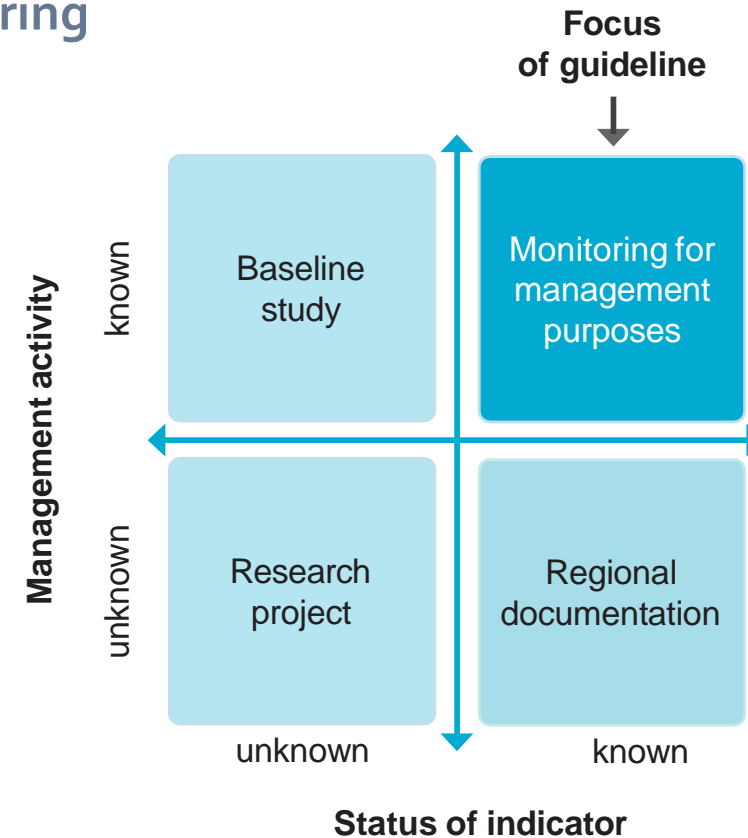 ring
Focus
of guideline
Management activity
known
Baseline
study
Monitoring for
management
purposes
unknown
Research
project
Regional
documentation
unknown
known
Status of indicator